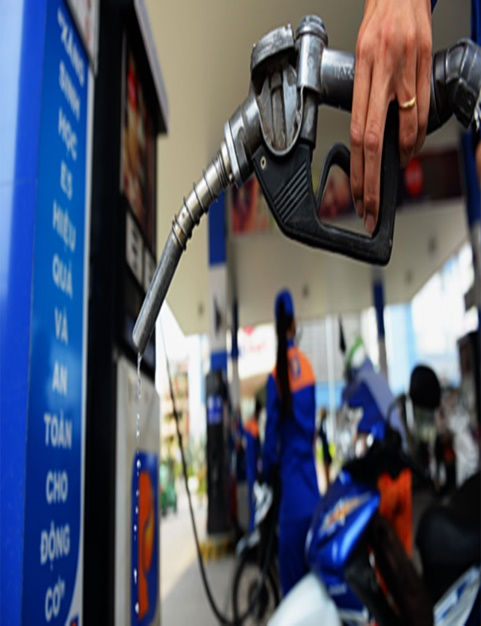 "XĂNG
SINH
HỌC
E5
HIỆU
QUẢ
VÀ
AN
TOÀN
CHO
ĐỘNG
CƠ"